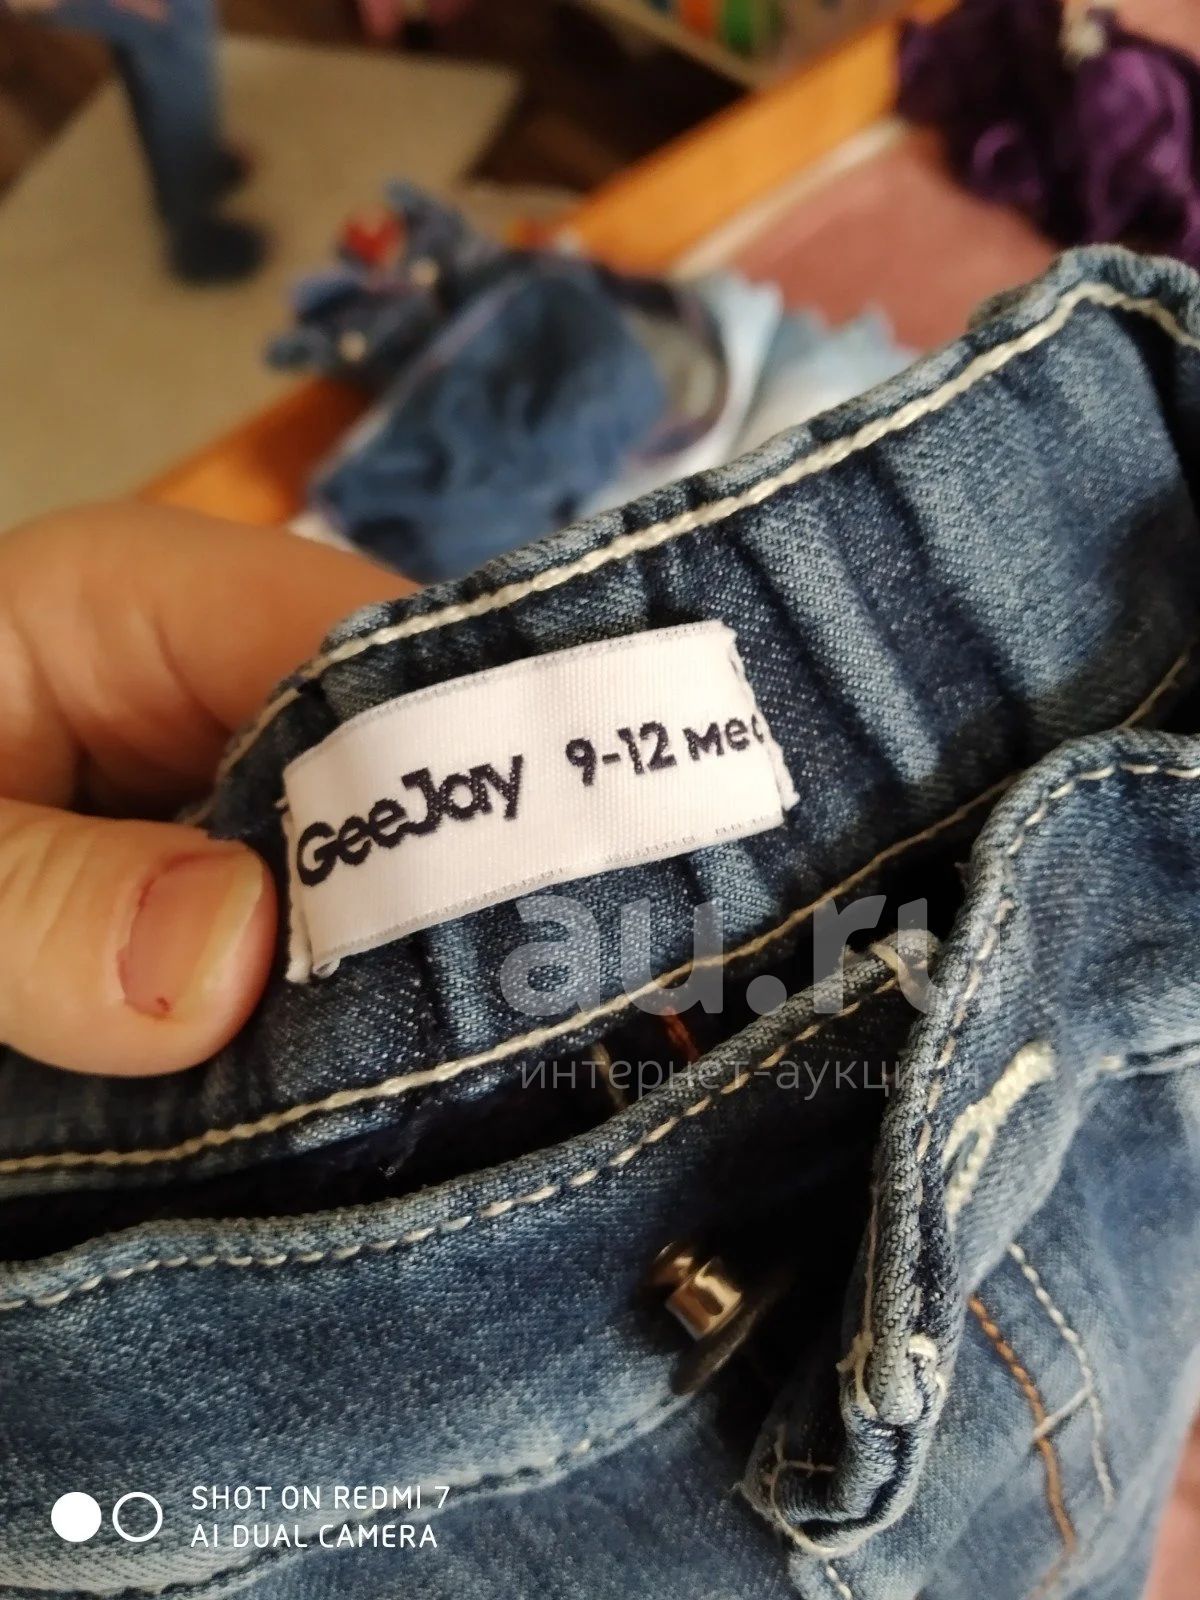 GeeJay 9-12 мес
au.ru
интернет-аукцион
SHOT ON REDMI 7
AI DUAL CAMERA